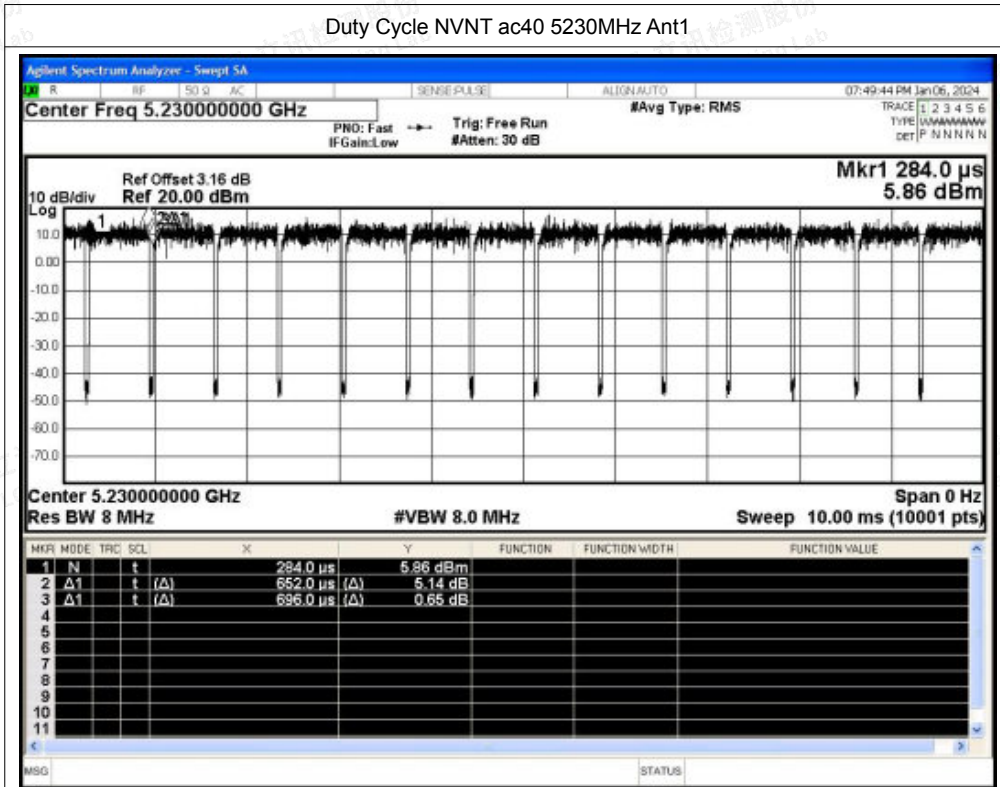 Duty Cycle NVNT ac40 5230MHz Ant1
Agilent Spectrum Analyzer - Swept SA
R RF 50 Ω AC SENSE:PULSE ALIGNAUTO 07:49:44 PM Jan 06, 2024
Center Freq 5.230000000 GHz #Avg Type: RMS TRACE 1 2 3 4 5 6
PNO: Fast Trig: Free Run TYPE
IFGain:Low #Atten: 30 dB DET P N N N N N
Mkr1 284.0 µs
Ref Offset 3.16 dB
10 dB/div Ref 20.00 dBm 5.86 dBm
Log
1
10.0
0.00
-10.0
-20.0
-30.0
-40.0
-50.0
-60.0
-70.0
Center 5.230000000 GHz Span 0 Hz
Res BW 8 MHz #VBW 8.0 MHz Sweep 10.00 ms (10001 pts)
MKR MODE TRC SCL X Y FUNCTION FUNCTION WIDTH FUNCTION VALUE
1 N t 284.0 µs 5.86 dBm
2 Δ1 t (Δ) 652.0 µs (Δ) 5.14 dB
3 Δ1 t (Δ) 696.0 µs (Δ) 0.65 dB
4
5
6
7
8
9
10
11
MSG STATUS